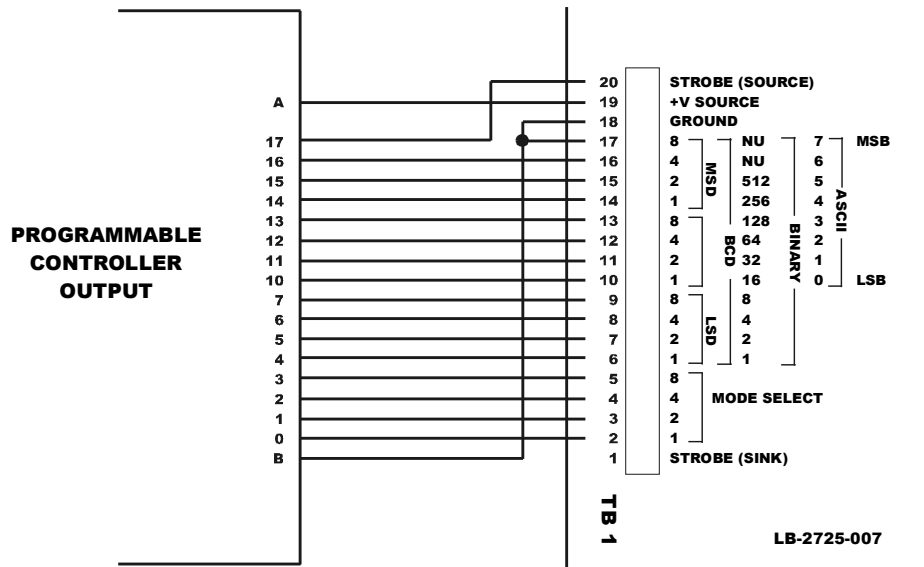 PROGRAMMABLE
CONTROLLER
OUTPUT
A
17
16
15
14
13
12
11
10
7
6
5
4
3
2
1
0
B
20 STROBE (SOURCE)
19 +V SOURCE
18 GROUND
17 8 NU 7 MSB
16 4 NU 6
15 2 512 5
14 1 256 4
13 8 128 3
12 4 64 2
11 2 32 1
10 1 16 0 LSB
9 8 8
8 4 4
7 2 2
6 1 1
5 8
4 4 MODE SELECT
3 2
2 1
1 STROBE (SINK)
MSD
LSD
BCD
BINARY
ASCII
TB 1
LB-2725-007